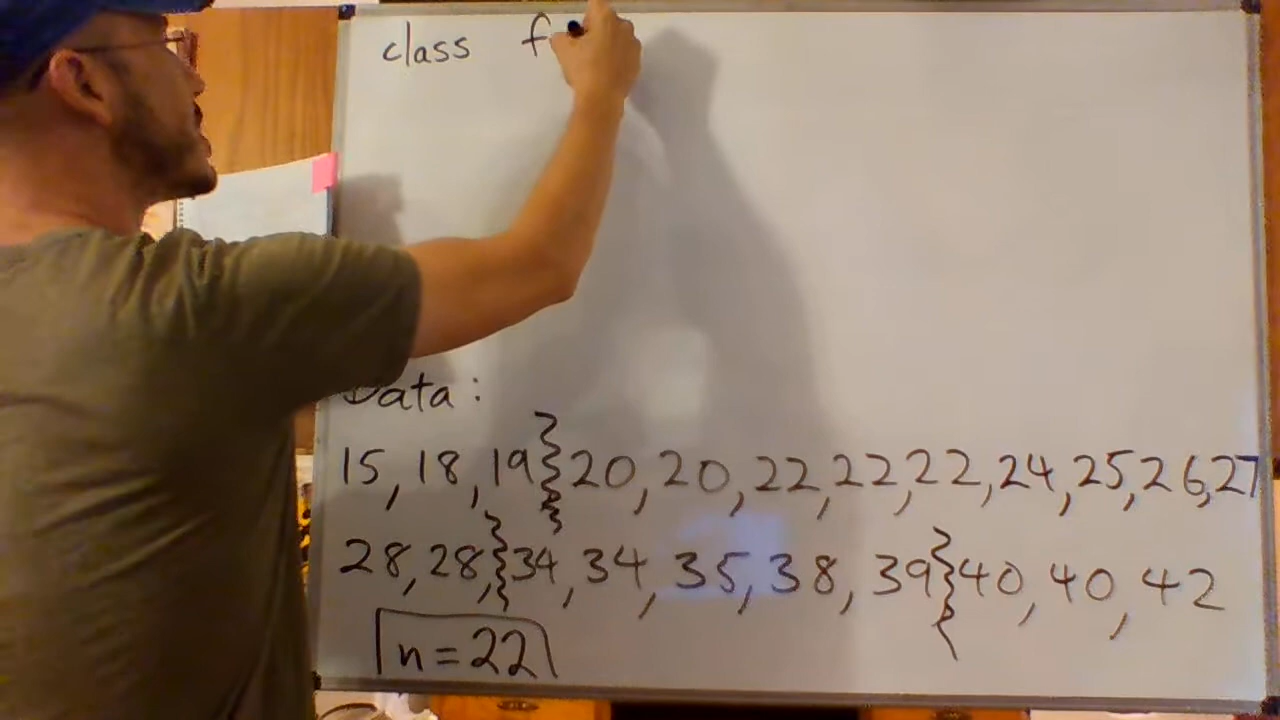 class f
Data:
15, 18, 19 } 20, 20, 22, 22, 22, 24, 25, 26, 27
28, 28, } 34, 34, 35, 38, 39 } 40, 40, 42
n = 22